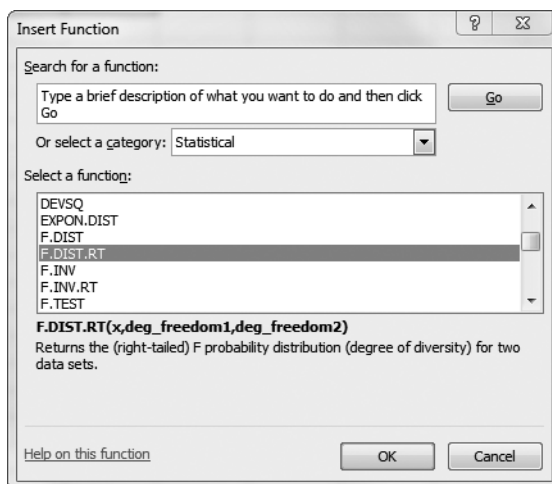 Insert Function
?
Search for a function:
Type a brief description of what you want to do and then click
Go
Go
Or select a category: Statistical
Select a function:
DEVSQ
EXPON.DIST
F.DIST
F.DIST.RT
F.INV
F.INV.RT
F.TEST
F.DIST.RT(x,deg_freedom1,deg_freedom2)
Returns the (right-tailed) F probability distribution (degree of diversity) for two
data sets.
Help on this function
OK
Cancel